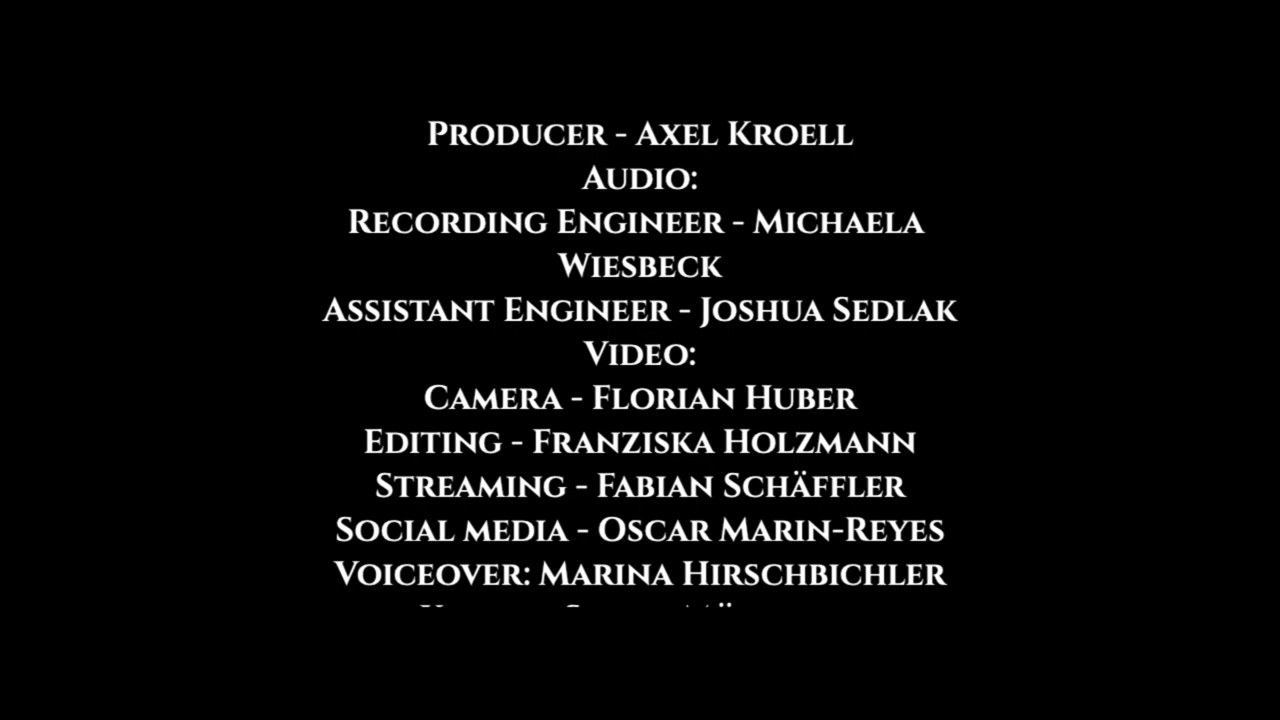 Producer - Axel Kroell
Audio:
Recording Engineer - Michaela
Wiesbeck
Assistant Engineer - Joshua Sedlak
Video:
Camera - Florian Huber
Editing - Franziska Holzmann
Streaming - Fabian Schäffler
Social media - Oscar Marin-Reyes
Voiceover: Marina Hirschbichler